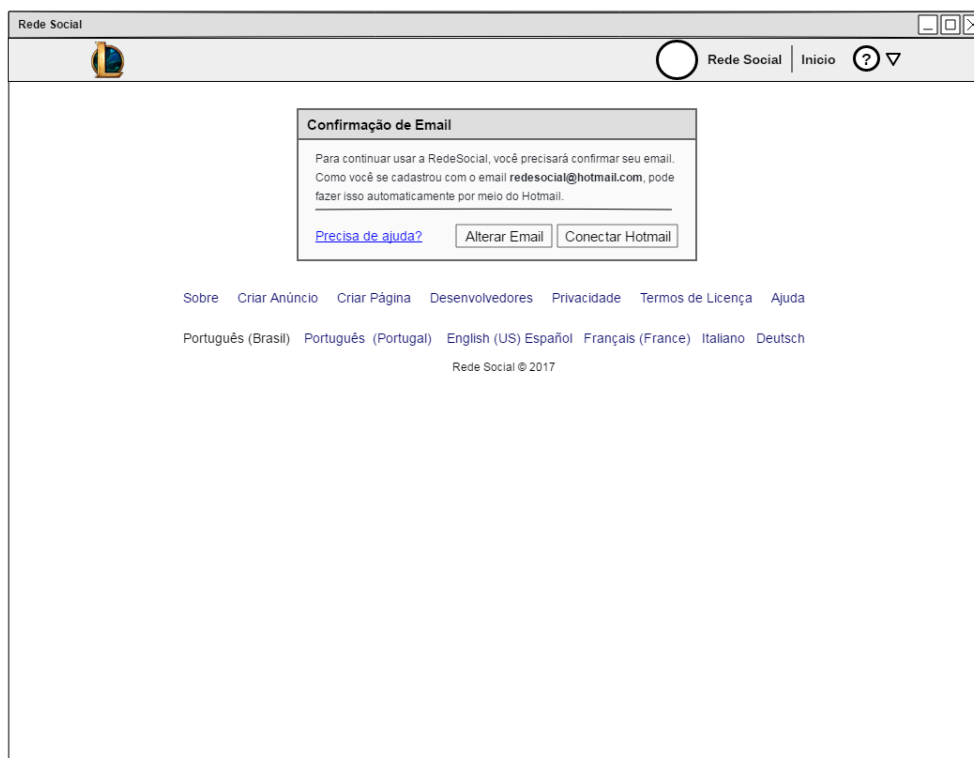 Rede Social
Rede Social Inicio ?
Confirmação de Email
Para continuar usar a RedeSocial, você precisará confirmar seu email.
Como você se cadastrou com o email redesocial@hotmail.com, pode
fazer isso automaticamente por meio do Hotmail.
Precisa de ajuda? Alterar Email Conectar Hotmail
Sobre Criar Anúncio Criar Página Desenvolvedores Privacidade Termos de Licença Ajuda
Português (Brasil) Português (Portugal) English (US) Español Français (France) Italiano Deutsch
Rede Social © 2017